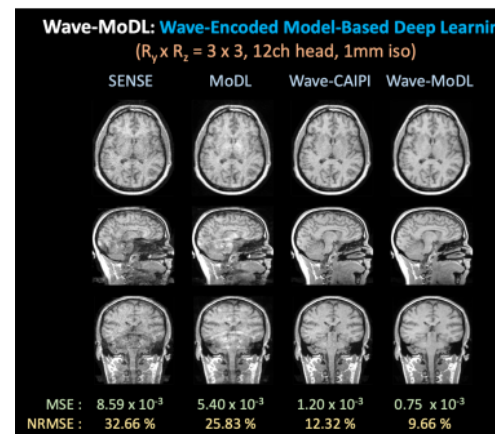 Wave-MoDL: Wave-Encoded Model-Based Deep Learnin
(Ry x Rz = 3 x 3, 12ch head, 1mm iso)
SENSE MoDL Wave-CAIPI Wave-MoDL
MSE : 8.59 x 10⁻³ 5.40 x 10⁻³ 1.20 x 10⁻³ 0.75 x 10⁻³
NRMSE : 32.66 % 25.83 % 12.32 % 9.66 %